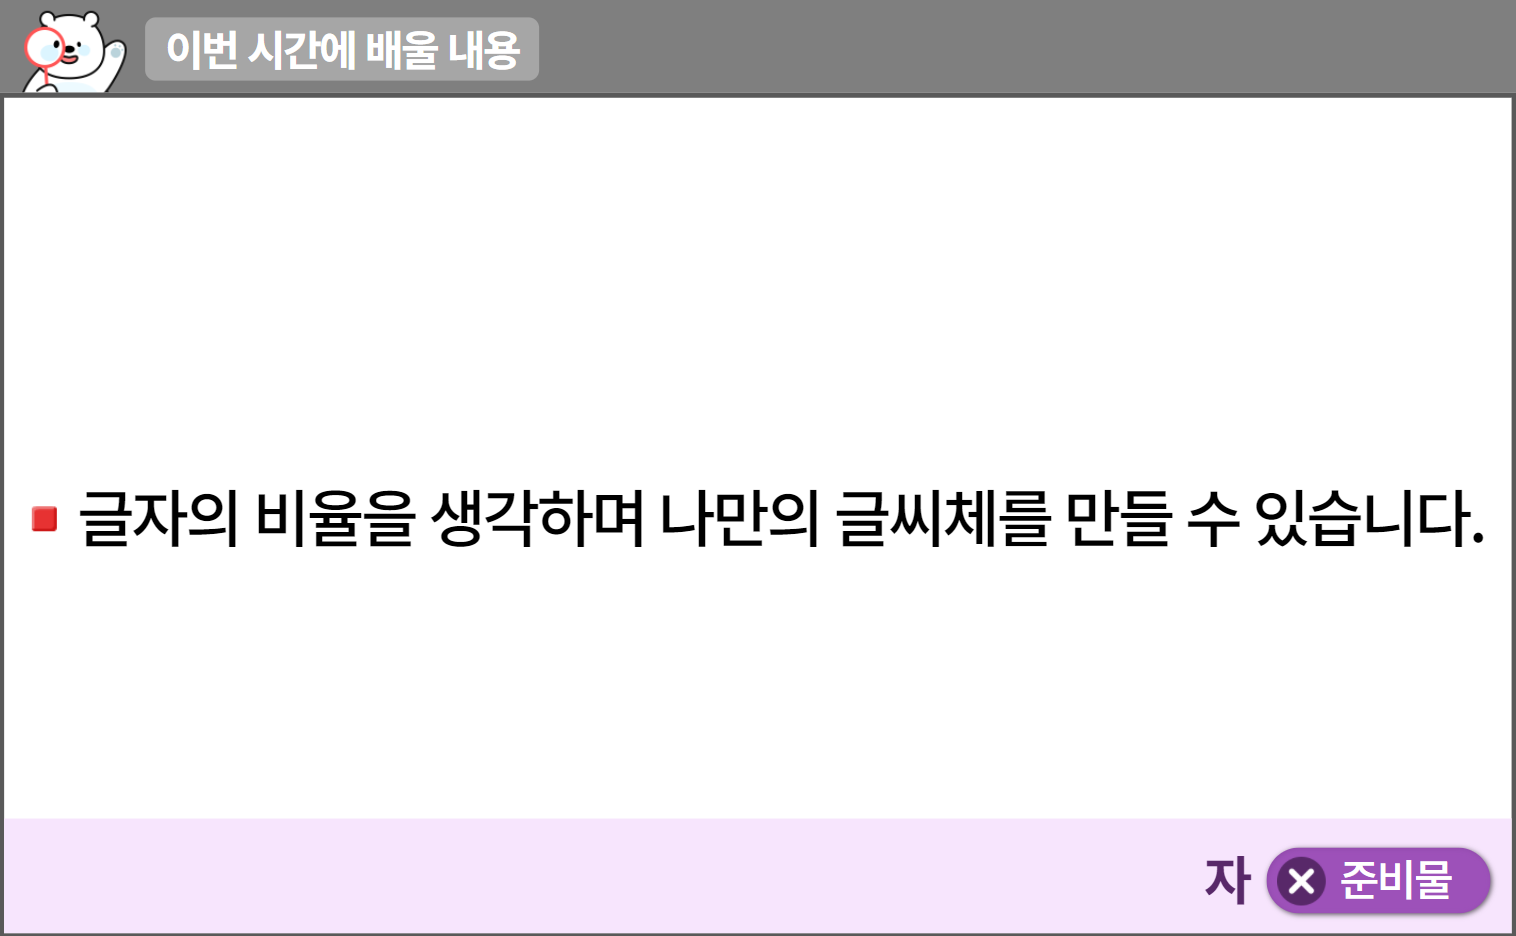 이번 시간에 배울 내용
글자의 비율을 생각하며 나만의 글씨체를 만들 수 있습니다.
자 준비물